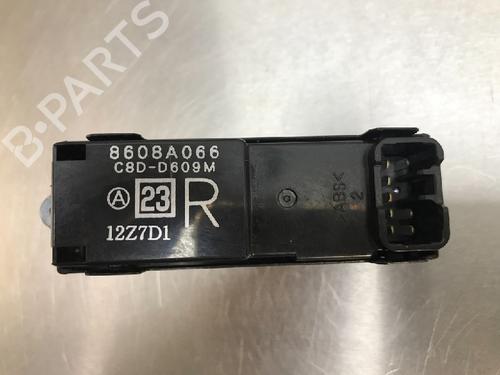 B-PARTS
8608A066
C8D-D609M
A 23 R
12Z7D1
>ABS<
2